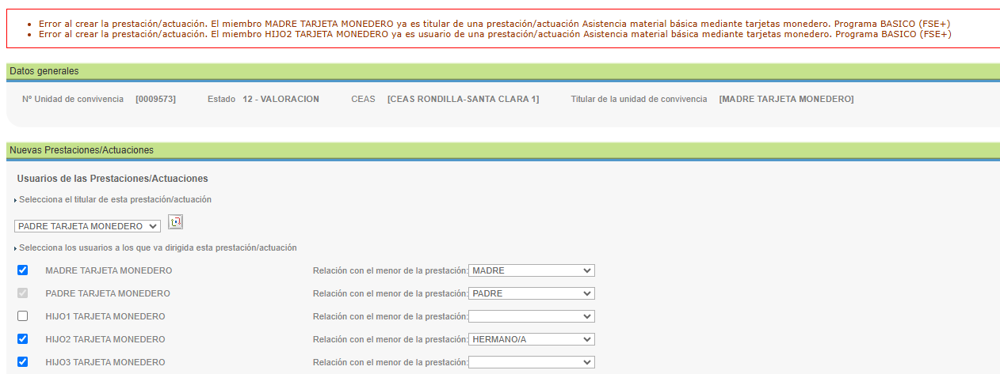 Error al crear la prestación/actuación. El miembro MADRE TARJETA MONEDERO ya es titular de una prestación/actuación Asistencia material básica mediante tarjetas monedero. Programa BASICO (FSE+)
Error al crear la prestación/actuación. El miembro HIJO2 TARJETA MONEDERO ya es usuario de una prestación/actuación Asistencia material básica mediante tarjetas monedero. Programa BASICO (FSE+)
Datos generales
Nº Unidad de convivencia [0009573] Estado 12 - VALORACION CEAS [CEAS RONDILLA-SANTA CLARA 1] Titular de la unidad de convivencia [MADRE TARJETA MONEDERO]
Nuevas Prestaciones/Actuaciones
Usuarios de las Prestaciones/Actuaciones
Selecciona el titular de esta prestación/actuación
PADRE TARJETA MONEDERO
Selecciona los usuarios a los que va dirigida esta prestación/actuación
MADRE TARJETA MONEDERO Relación con el menor de la prestación: MADRE
PADRE TARJETA MONEDERO Relación con el menor de la prestación: PADRE
HIJO1 TARJETA MONEDERO Relación con el menor de la prestación:
HIJO2 TARJETA MONEDERO Relación con el menor de la prestación: HERMANO/A
HIJO3 TARJETA MONEDERO Relación con el menor de la prestación: